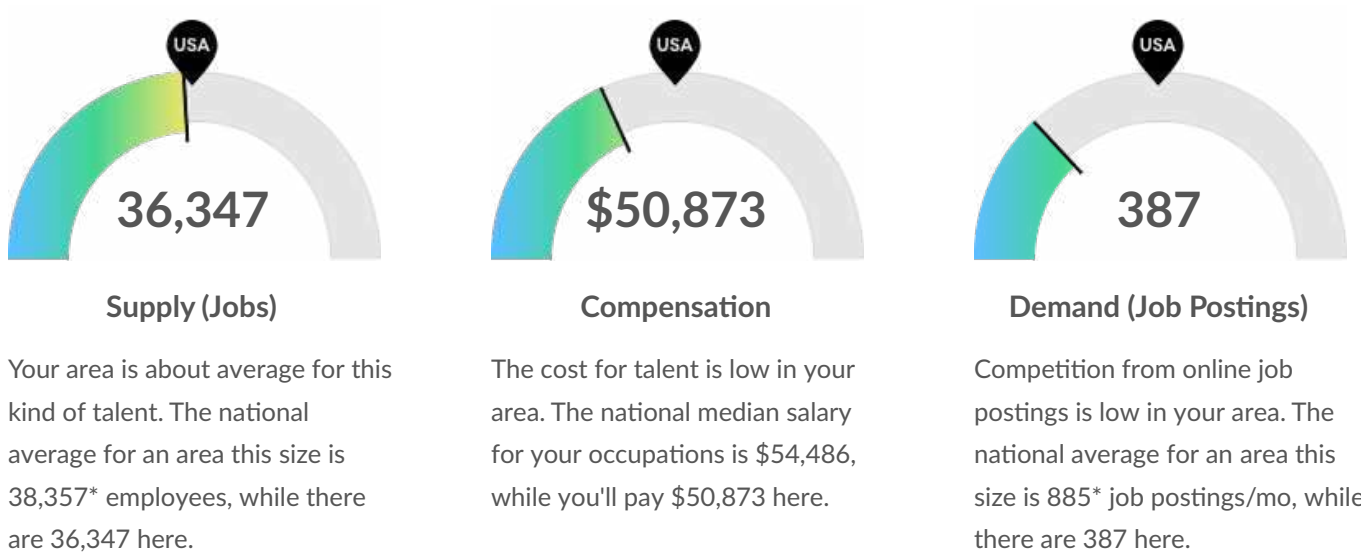 USA
36,347
Supply (Jobs)
Your area is about average for this
kind of talent. The national
average for an area this size is
38,357* employees, while there
are 36,347 here.
USA
$50,873
Compensation
The cost for talent is low in your
area. The national median salary
for your occupations is $54,486,
while you'll pay $50,873 here.
USA
387
Demand (Job Postings)
Competition from online job
postings is low in your area. The
national average for an area this
size is 885* job postings/mo, while
there are 387 here.